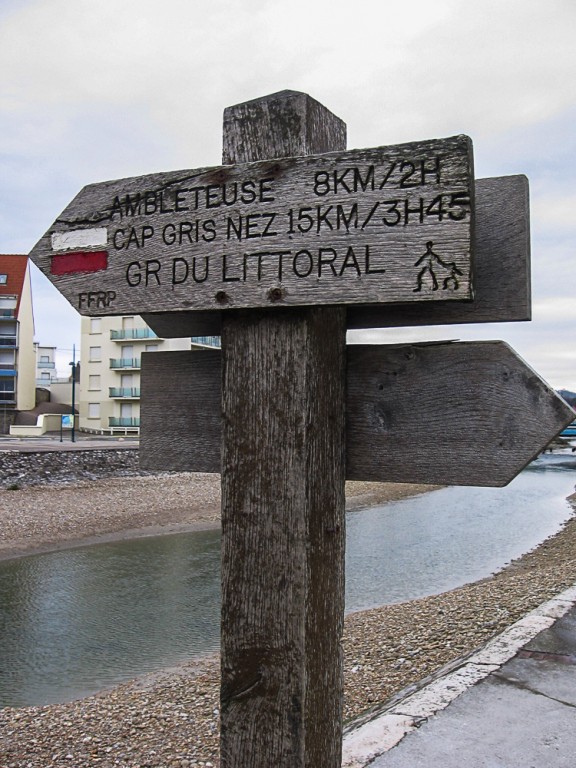 AMBLETEUSE 8KM/2H
CAP GRIS NEZ 15KM/3H45
GR DU LITTORAL
FFRP